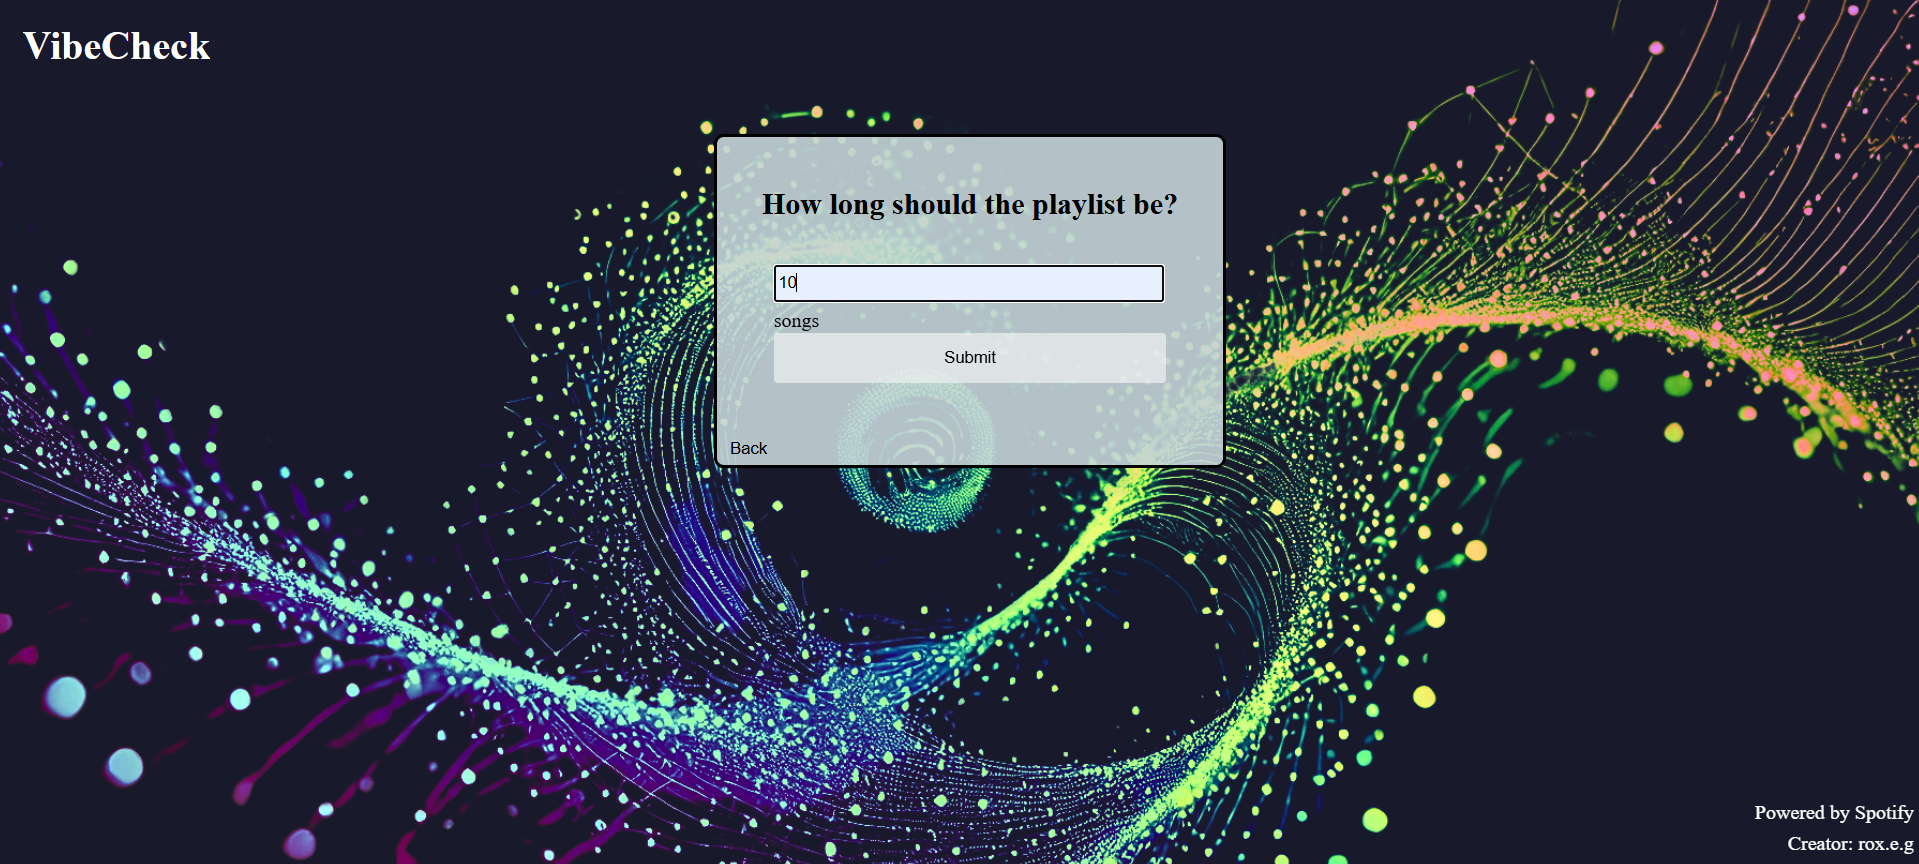 VibeCheck
How long should the playlist be?
10
songs
Submit
Back
Powered by Spotify
Creator: rox.e.g